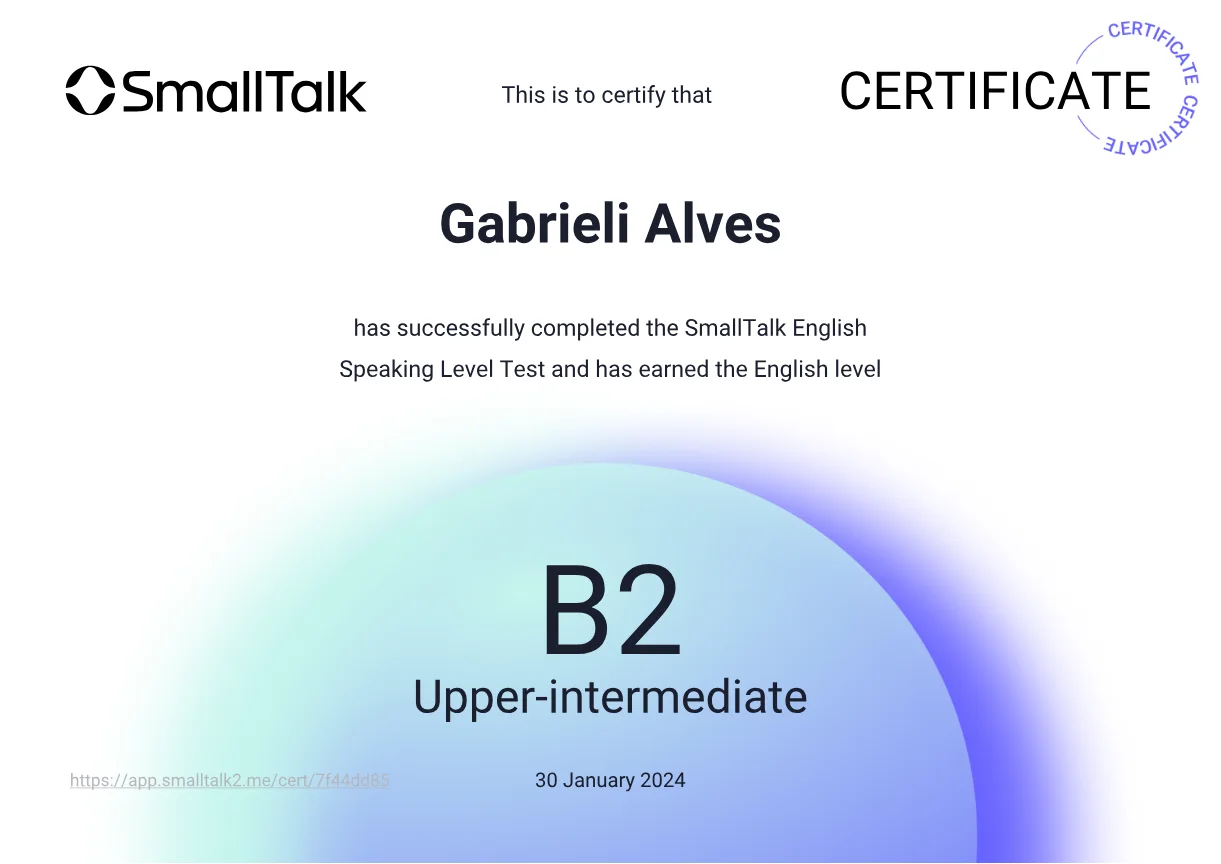 SmallTalk
This is to certify that
CERTIFICATE
CERTIFICATE CERTIFICATE
Gabrieli Alves
has successfully completed the SmallTalk English
Speaking Level Test and has earned the English level
B2
Upper-intermediate
https://app.smalltalk2.me/cert/7f44dd85
30 January 2024